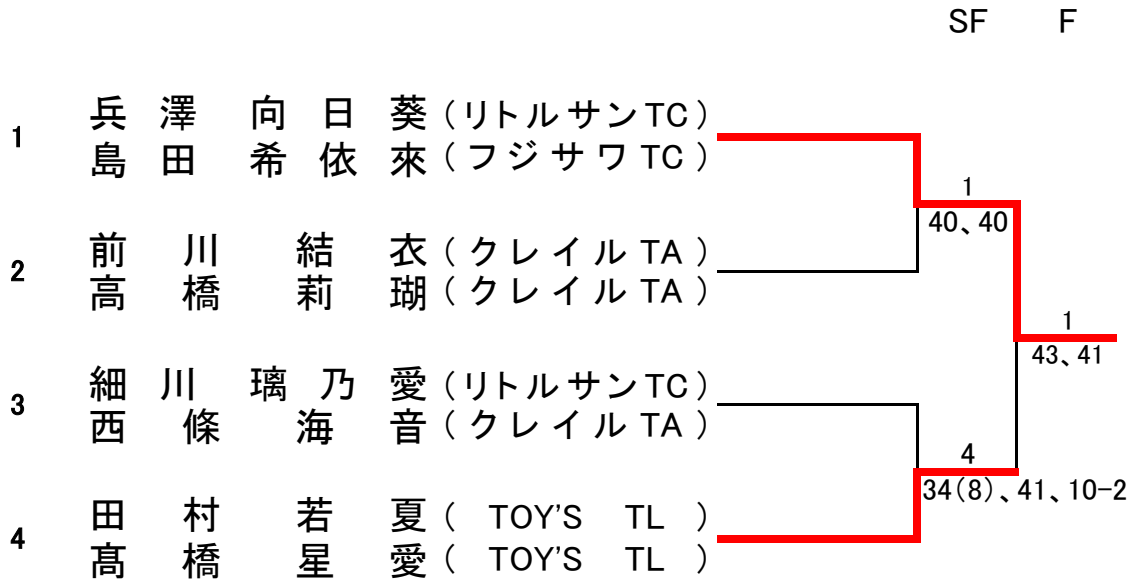 SF F
1 兵澤 向日葵(リトルサンTC)
島田 希依來(フジサワTC)
1
40、40
2 前川 結衣(クレイルTA)
高橋 莉瑚(クレイルTA)
1
43、41
3 細川 璃乃愛(リトルサンTC)
西條 海音(クレイルTA)
4
34(8)、41、10-2
4 田村 若夏(TOY'S TL)
髙橋 星愛(TOY'S TL)